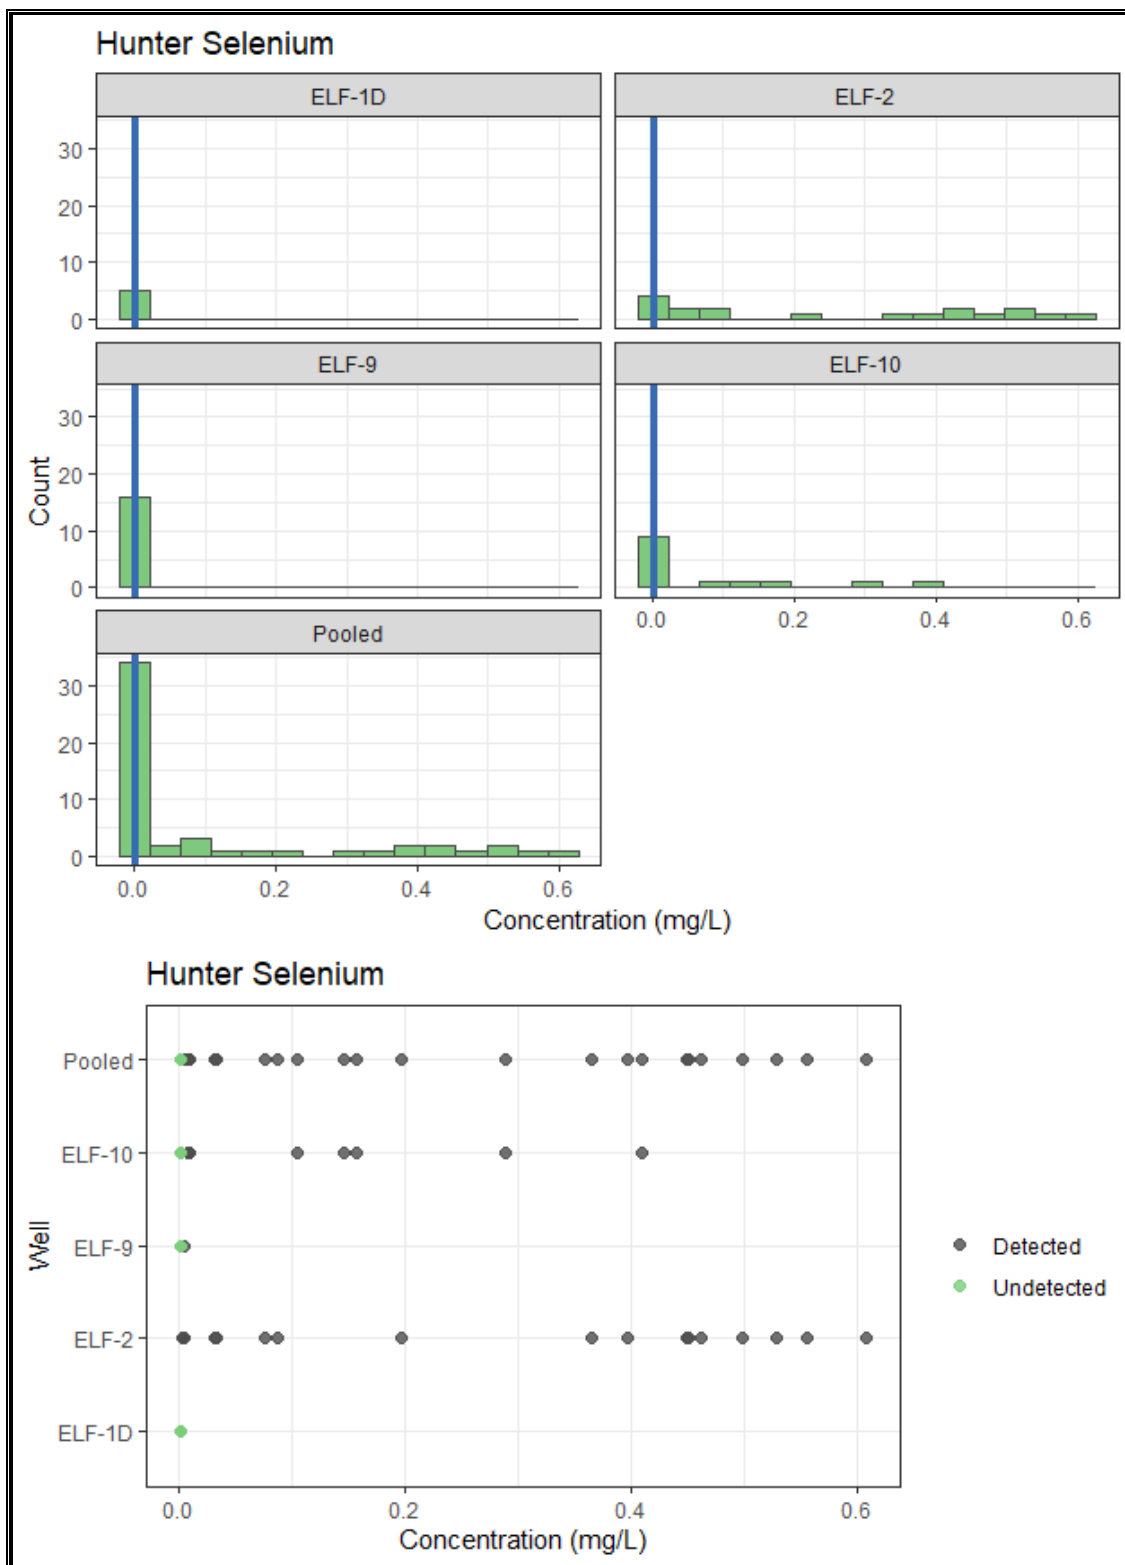 Hunter Selenium
ELF-1D
ELF-2
30
20
10
0
ELF-9
ELF-10
30
20
10
0
Count
0.0 0.2 0.4 0.6
Pooled
30
20
10
0
0.0 0.2 0.4 0.6
Concentration (mg/L)
Hunter Selenium
Pooled
ELF-10
ELF-9
ELF-2
ELF-1D
Well
Detected
Undetected
0.0 0.2 0.4 0.6
Concentration (mg/L)